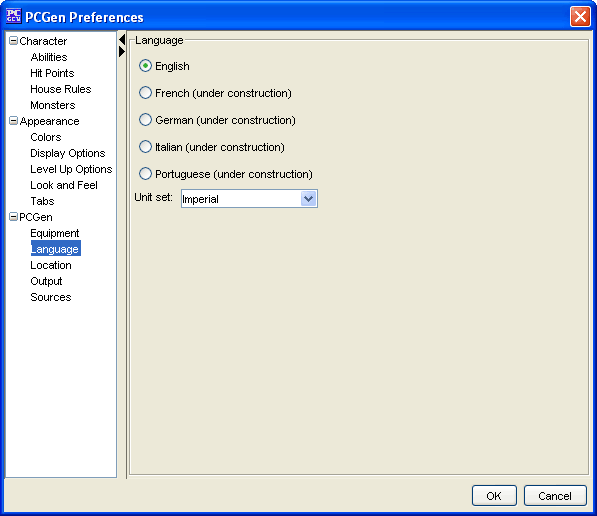 PCGen Preferences
Character
Abilities
Hit Points
House Rules
Monsters
Appearance
Colors
Display Options
Level Up Options
Look and Feel
Tabs
PCGen
Equipment
Language
Location
Output
Sources
Language
English
French (under construction)
German (under construction)
Italian (under construction)
Portuguese (under construction)
Unit set: Imperial
OK Cancel